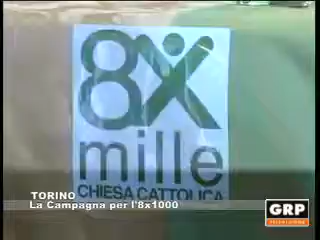 8X
mille
CHIESA CATTOLICA
TORINO
La Campagna per l'8x1000
GRP